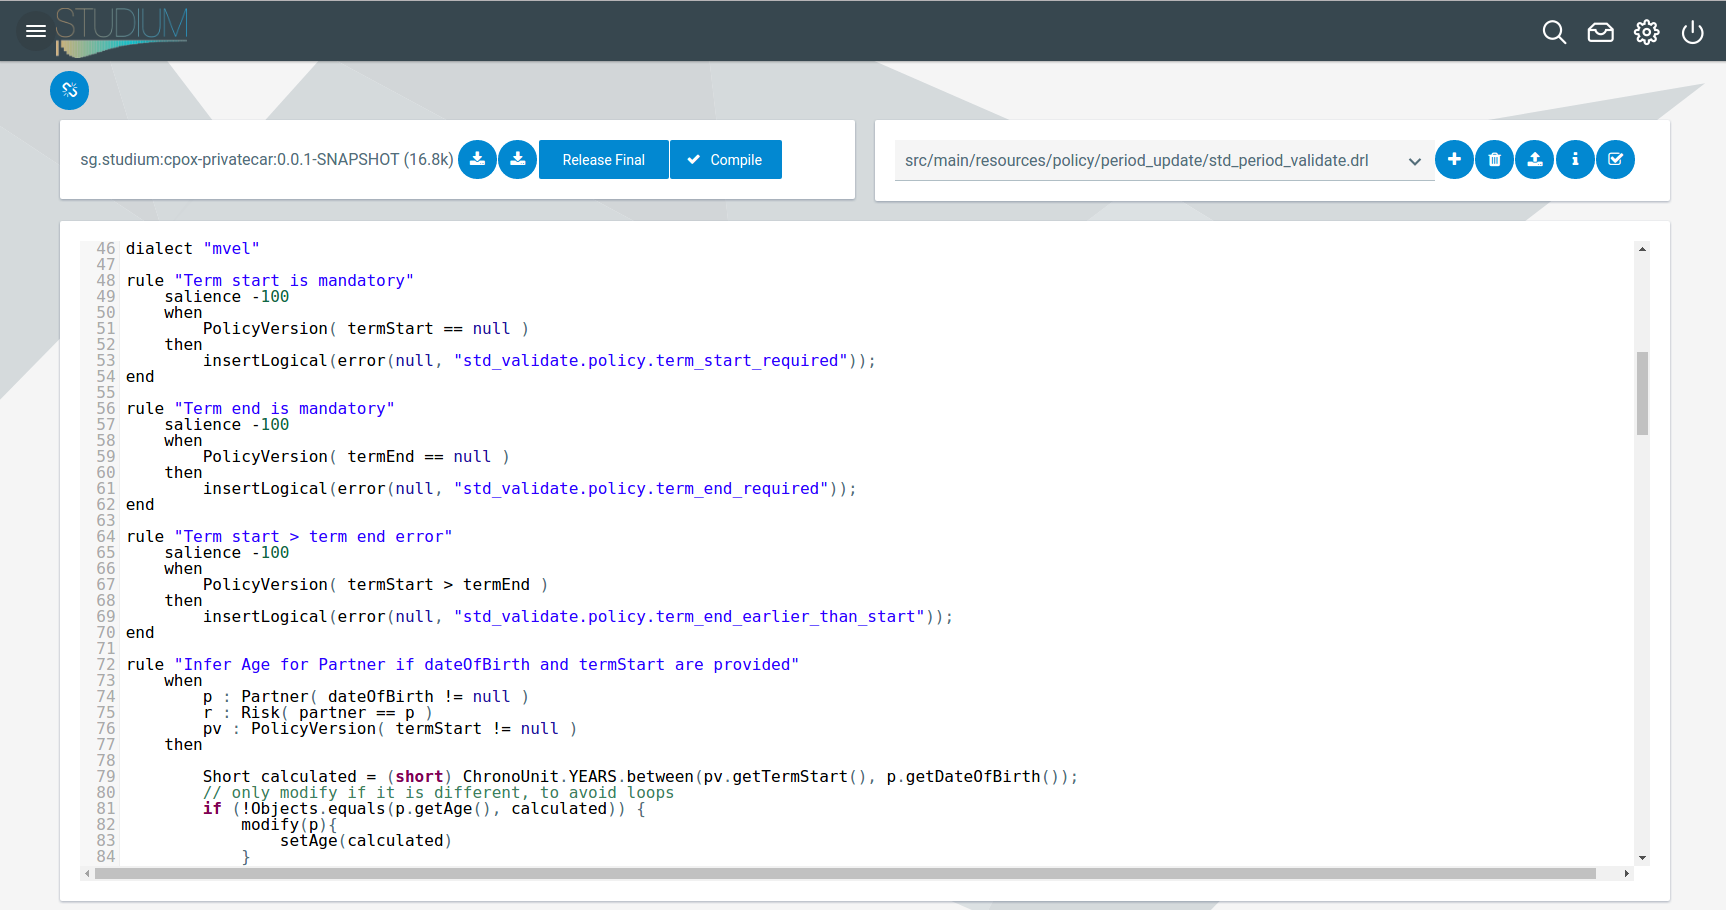 STUDIUM
sg.studium:cpox-privatecar:0.0.1-SNAPSHOT (16.8k) Release Final Compile
src/main/resources/policy/period_update/std_period_validate.drl
46 dialect "mvel"
47
48 rule "Term start is mandatory"
49     salience -100
50     when
51         PolicyVersion( termStart == null )
52     then
53         insertLogical(error(null, "std_validate.policy.term_start_required"));
54 end
55
56 rule "Term end is mandatory"
57     salience -100
58     when
59         PolicyVersion( termEnd == null )
60     then
61         insertLogical(error(null, "std_validate.policy.term_end_required"));
62 end
63
64 rule "Term start > term end error"
65     salience -100
66     when
67         PolicyVersion( termStart > termEnd )
68     then
69         insertLogical(error(null, "std_validate.policy.term_end_earlier_than_start"));
70 end
71
72 rule "Infer Age for Partner if dateOfBirth and termStart are provided"
73     when
74         p : Partner( dateOfBirth != null )
75         r : Risk( partner == p )
76         pv : PolicyVersion( termStart != null )
77     then
78
79         Short calculated = (short) ChronoUnit.YEARS.between(pv.getTermStart(), p.getDateOfBirth());
80         // only modify if it is different, to avoid loops
81         if (!Objects.equals(p.getAge(), calculated)) {
82             modify(p){
83                 setAge(calculated)
84             }